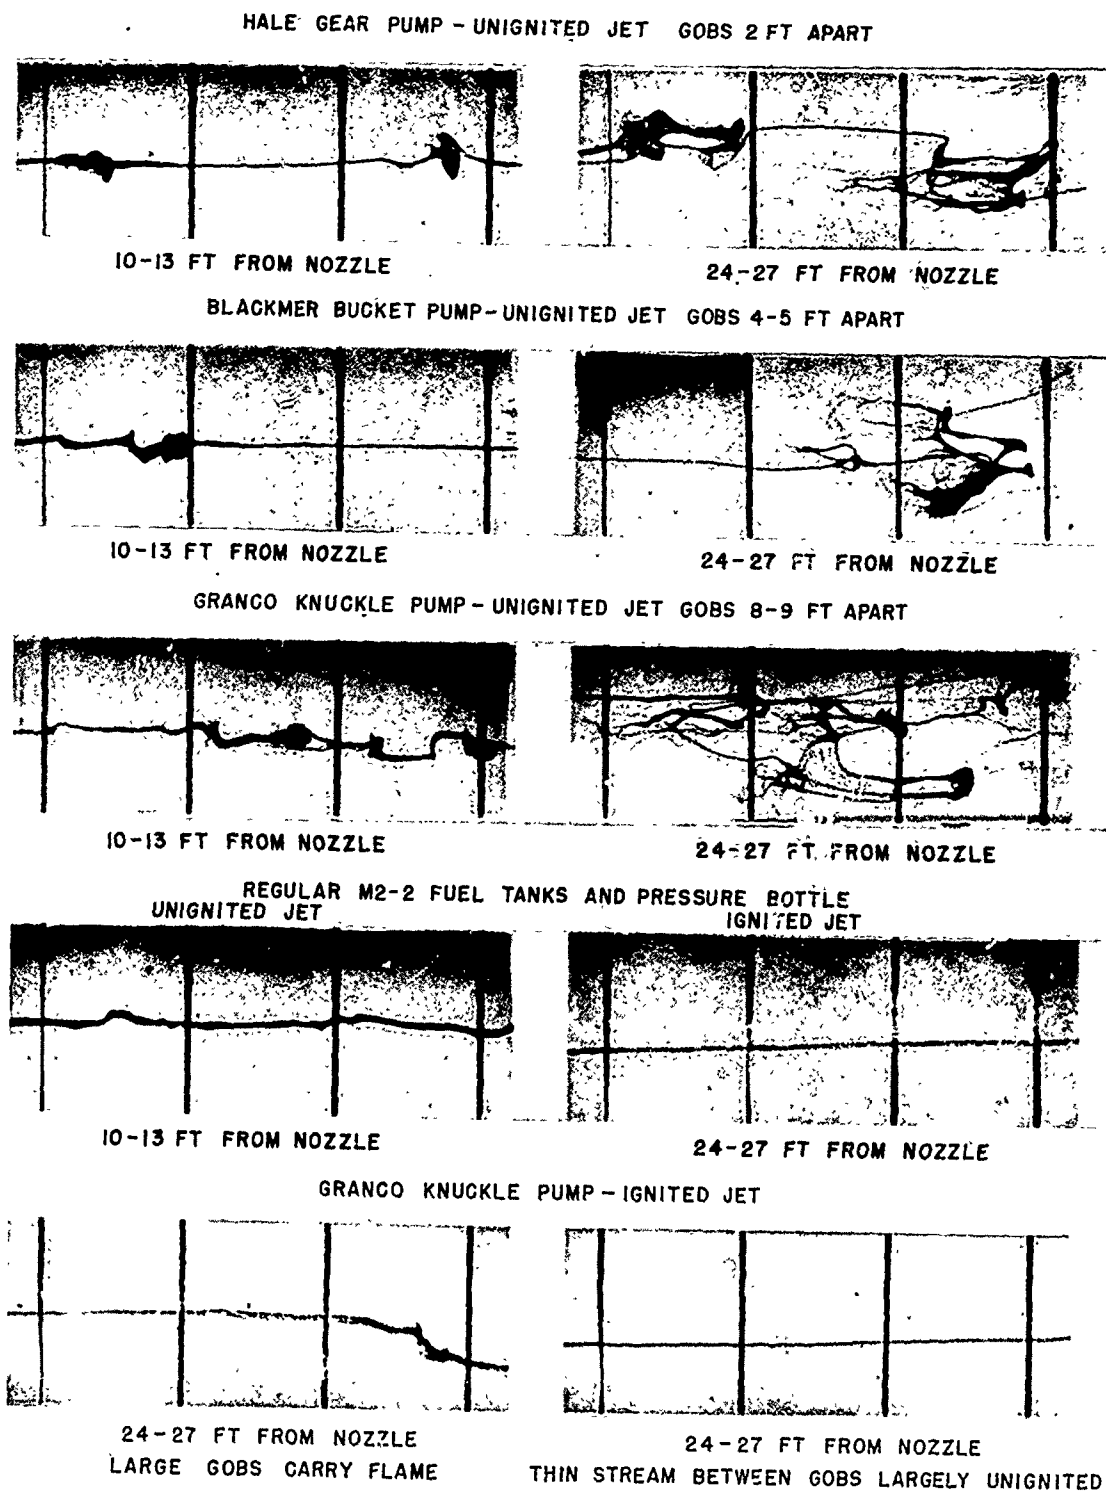 HALE GEAR PUMP - UNIGNITED JET GOBS 2 FT APART
10-13 FT FROM NOZZLE
24-27 FT FROM NOZZLE
BLACKMER BUCKET PUMP-UNIGNITED JET GOBS 4-5 FT APART
10-13 FT FROM NOZZLE
24-27 FT FROM NOZZLE
GRANCO KNUCKLE PUMP - UNIGNITED JET GOBS 8-9 FT APART
10-13 FT FROM NOZZLE
24-27 FT FROM NOZZLE
REGULAR M2-2 FUEL TANKS AND PRESSURE BOTTLE
UNIGNITED JET
IGNITED JET
10-13 FT FROM NOZZLE
24-27 FT FROM NOZZLE
GRANCO KNUCKLE PUMP - IGNITED JET
24-27 FT FROM NOZZLE
LARGE GOBS CARRY FLAME
24-27 FT FROM NOZZLE
THIN STREAM BETWEEN GOBS LARGELY UNIGNITED